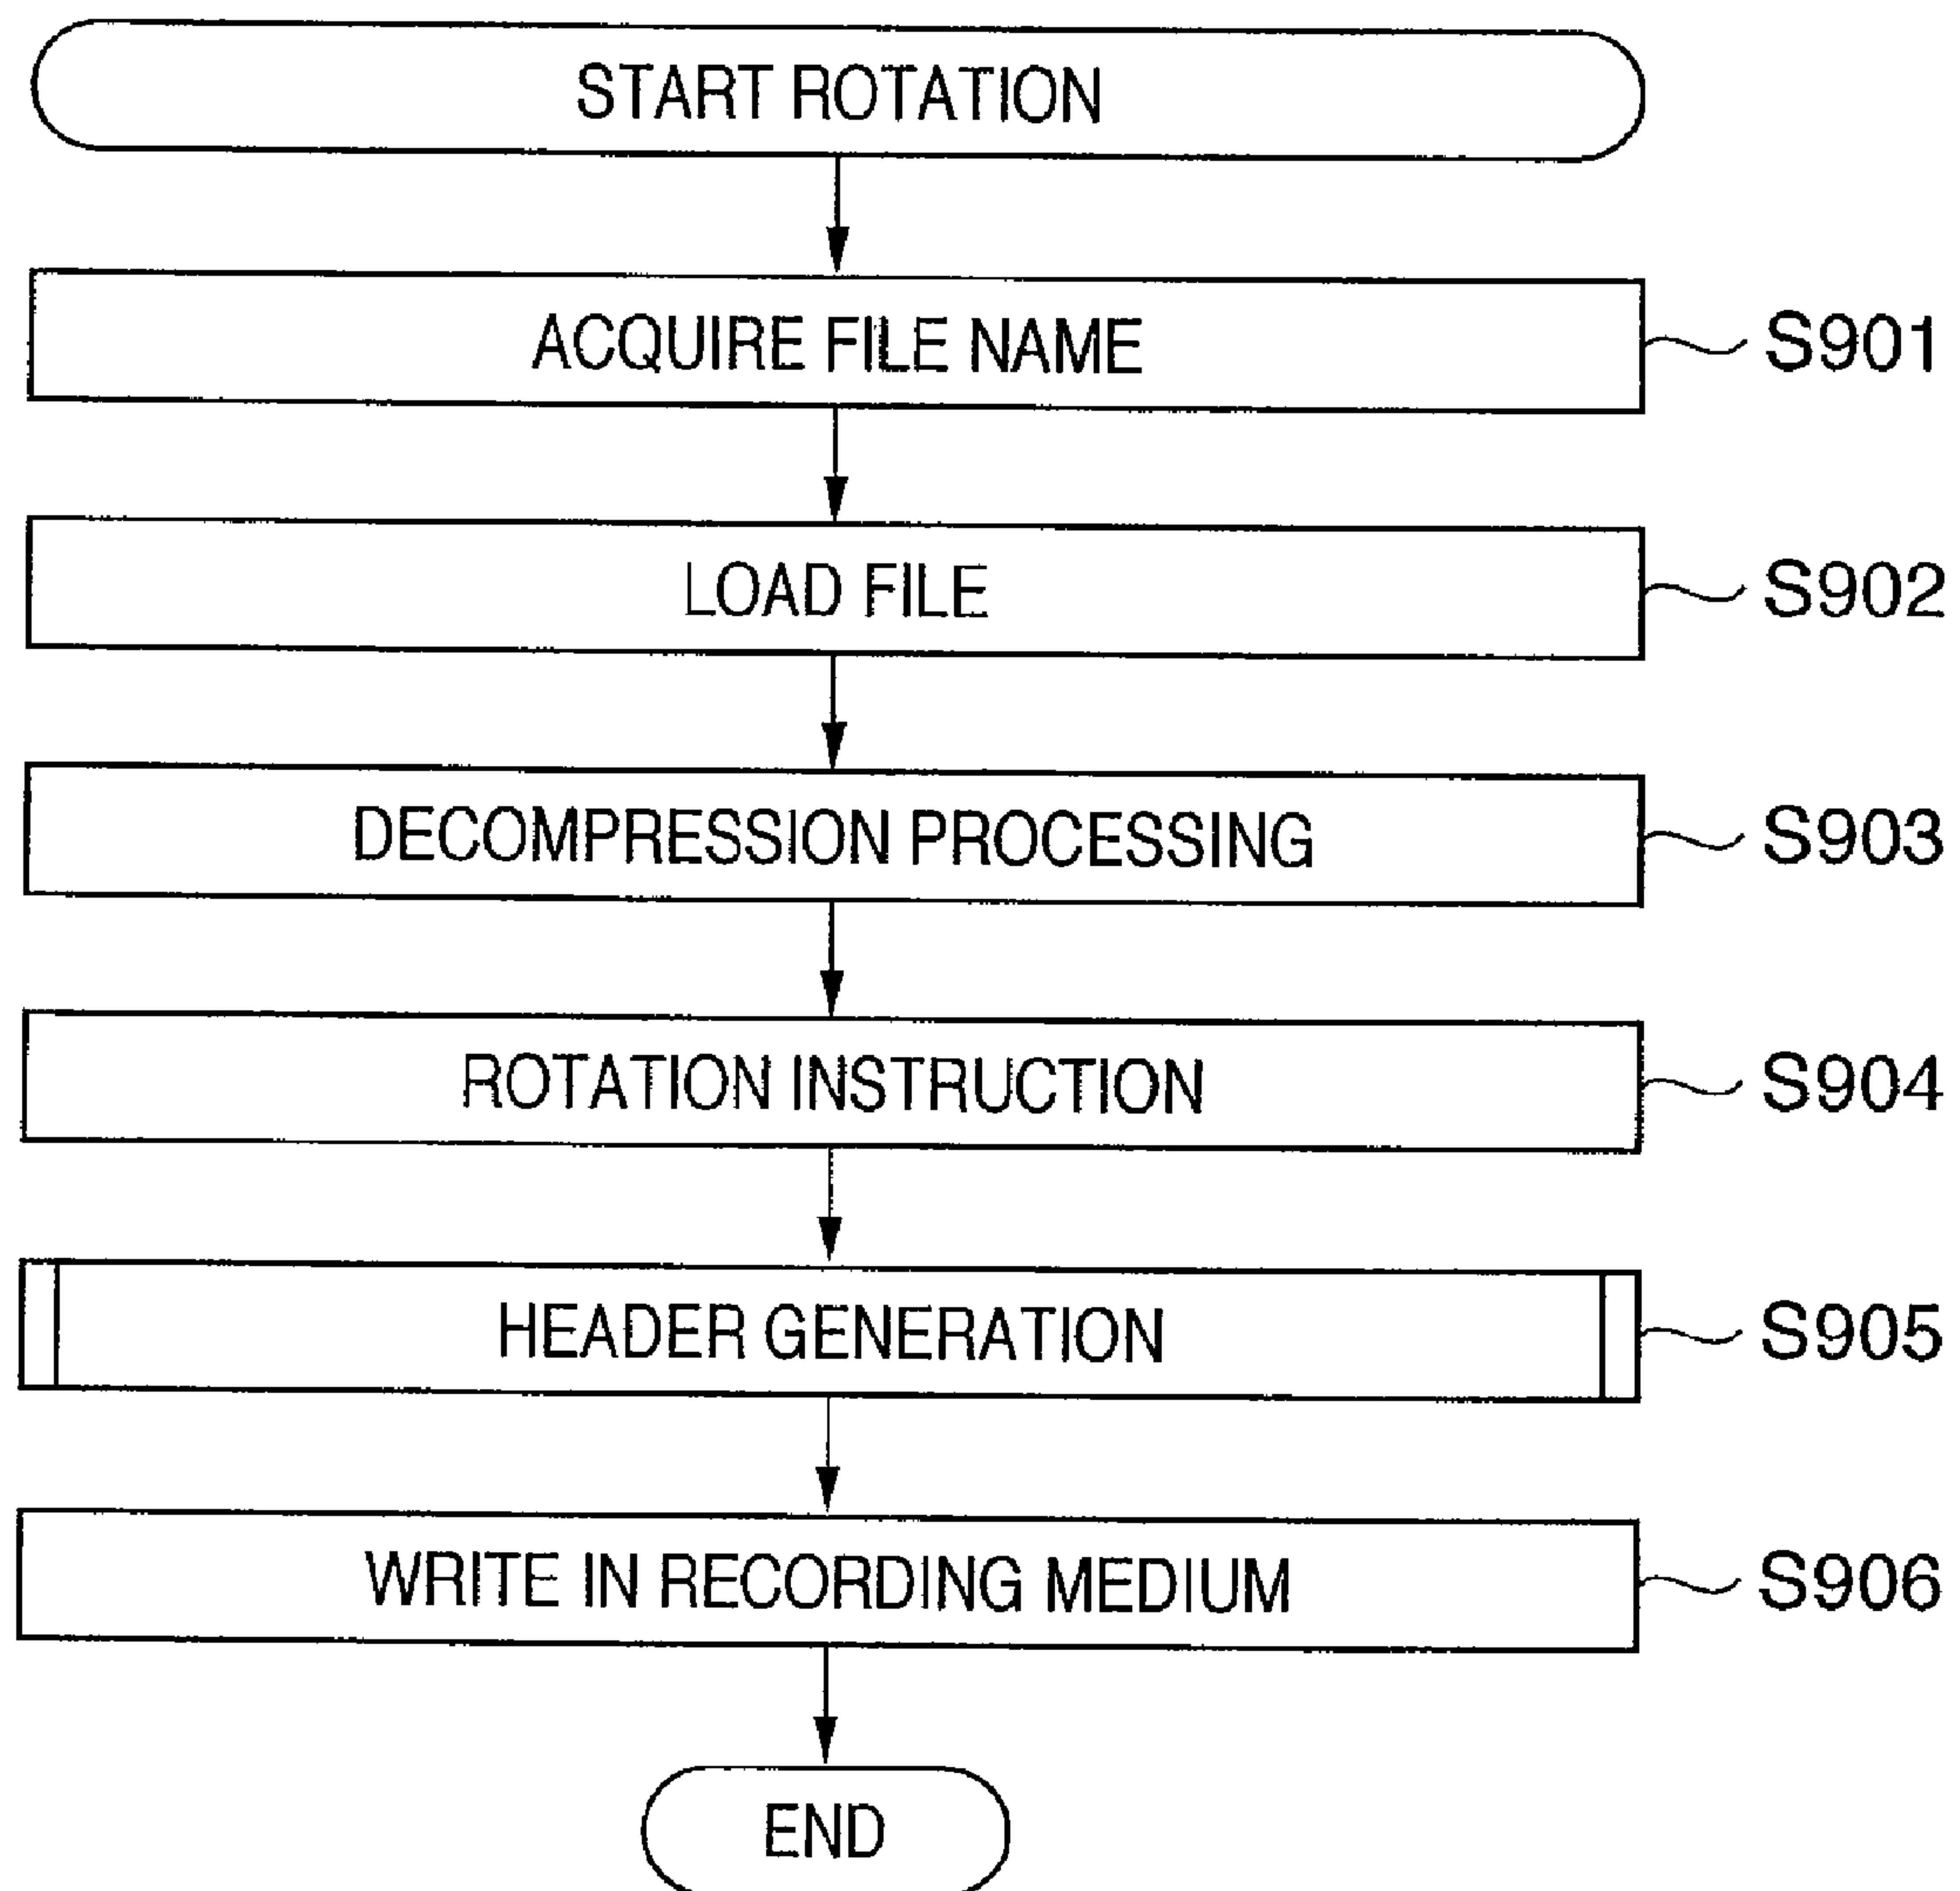 START ROTATION
ACQUIRE FILE NAME S901
LOAD FILE S902
DECOMPRESSION PROCESSING S903
ROTATION INSTRUCTION S904
HEADER GENERATION S905
WRITE IN RECORDING MEDIUM S906
END